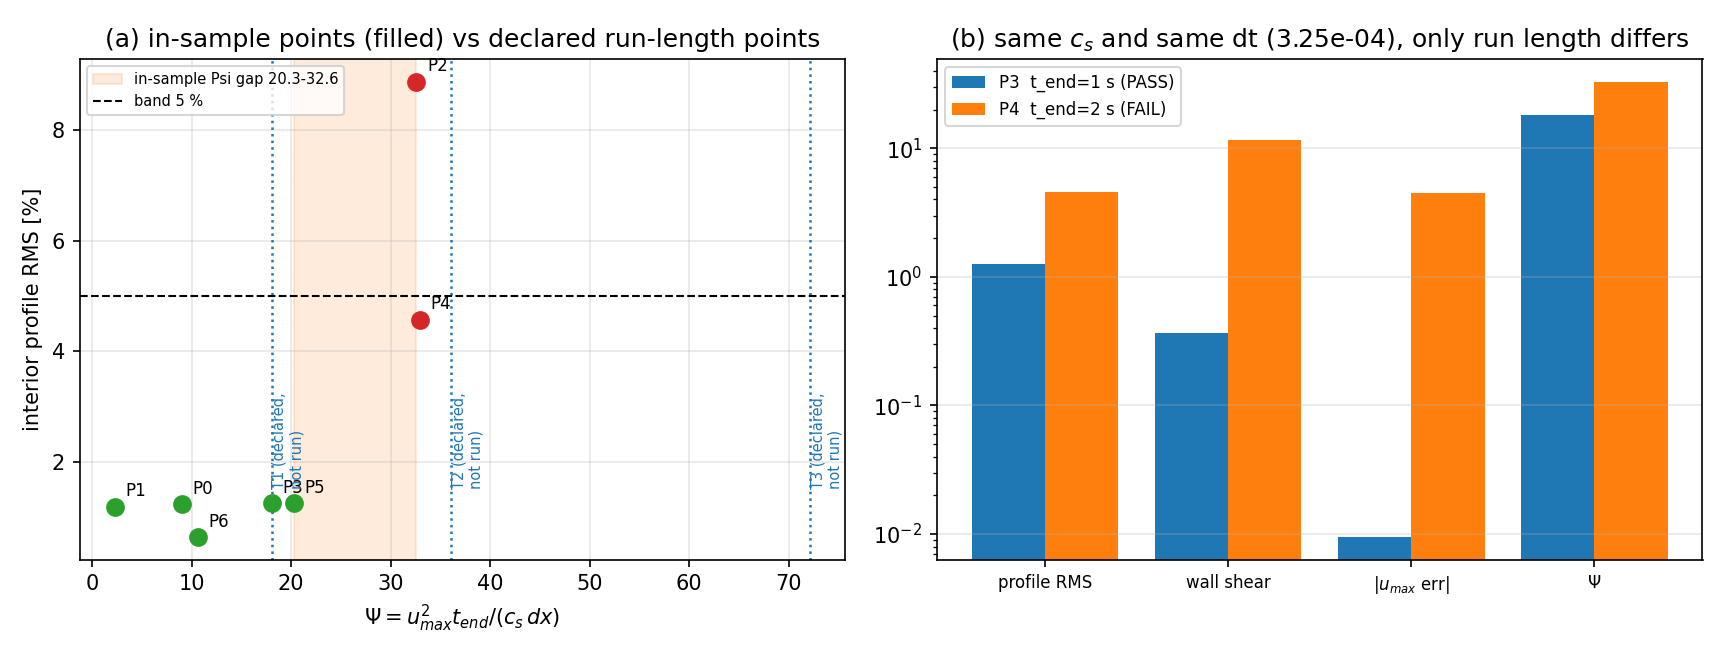 (a) in-sample points (filled) vs declared run-length points
in-sample Psi gap 20.3-32.6
band 5 %
P2
P4
P1
P0
P3
P5
P6
T1 (declared,
not run)
T2 (declared,
not run)
T3 (declared,
not run)
interior profile RMS [%]
8
6
4
2
0 10 20 30 40 50 60 70
Ψ = u²ₘₐₓt_end/(c_s dx)
(b) same c_s and same dt (3.25e-04), only run length differs
P3 t_end=1 s (PASS)
P4 t_end=2 s (FAIL)
10¹
10⁰
10⁻¹
10⁻²
profile RMS wall shear |u_max err| Ψ